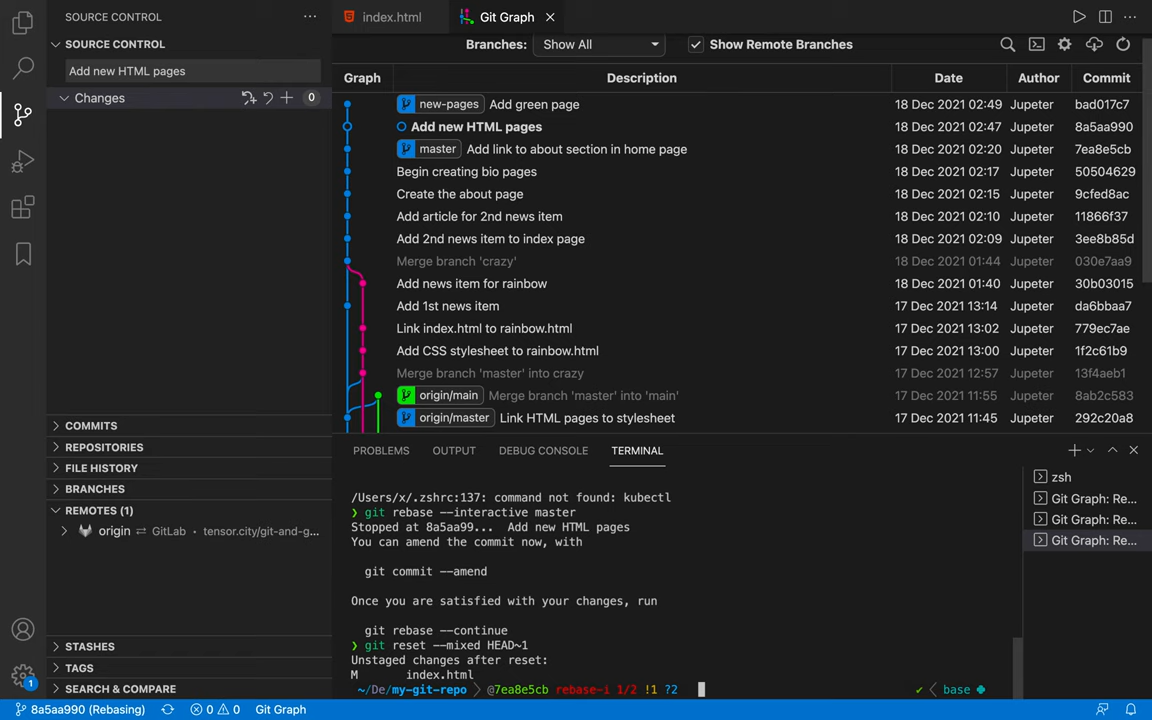 SOURCE CONTROL
index.html
Git Graph
SOURCE CONTROL
Add new HTML pages
Changes
0
Branches: Show All
Show Remote Branches
Graph Description Date Author Commit
new-pages Add green page 18 Dec 2021 02:49 Jupeter bad017c7
Add new HTML pages 18 Dec 2021 02:47 Jupeter 8a5aa990
master Add link to about section in home page 18 Dec 2021 02:20 Jupeter 7ea8e5cb
Begin creating bio pages 18 Dec 2021 02:17 Jupeter 50504629
Create the about page 18 Dec 2021 02:15 Jupeter 9cfed8ac
Add article for 2nd news item 18 Dec 2021 02:10 Jupeter 11866f37
Add 2nd news item to index page 18 Dec 2021 02:09 Jupeter 3ee8b85d
Merge branch 'crazy' 18 Dec 2021 01:44 Jupeter 030e7aa9
Add news item for rainbow 18 Dec 2021 01:40 Jupeter 30b03015
Add 1st news item 17 Dec 2021 13:14 Jupeter da6bbaa7
Link index.html to rainbow.html 17 Dec 2021 13:02 Jupeter 779ec7ae
Add CSS stylesheet to rainbow.html 17 Dec 2021 13:00 Jupeter 1f2c61b9
Merge branch 'master' into crazy 17 Dec 2021 12:57 Jupeter 13f4aeb1
origin/main Merge branch 'master' into 'main' 17 Dec 2021 11:55 Jupeter 8ab2c583
origin/master Link HTML pages to stylesheet 17 Dec 2021 11:45 Jupeter 292c20a8
COMMITS
REPOSITORIES
FILE HISTORY
BRANCHES
REMOTES (1)
origin ⇄ GitLab • tensor.city/git-and-g...
STASHES
TAGS
SEARCH & COMPARE
1
PROBLEMS OUTPUT DEBUG CONSOLE TERMINAL
/Users/x/.zshrc:137: command not found: kubectl
❯ git rebase --interactive master
Stopped at 8a5aa99... Add new HTML pages
You can amend the commit now, with
git commit --amend
Once you are satisfied with your changes, run
git rebase --continue
❯ git reset --mixed HEAD~1
Unstaged changes after reset:
M index.html
~/De/my-git-repo @7ea8e5cb rebase-i 1/2 !1 ?2 ✔ base
zsh
Git Graph: Re...
Git Graph: Re...
Git Graph: Re...
8a5aa990 (Rebasing) 0 0 Git Graph